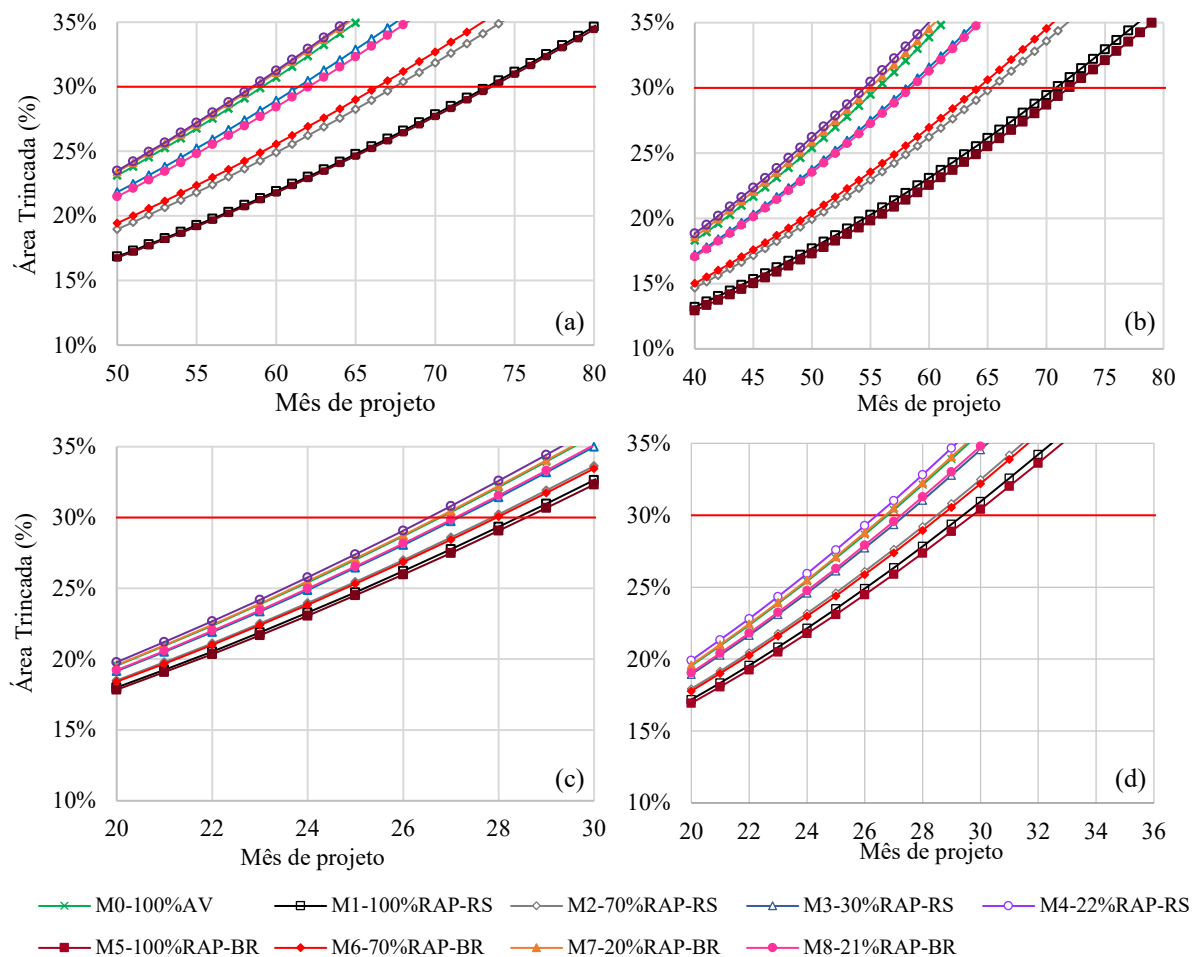 35%
30%
25%
20%
15%
10%
Área Trincada (%)
50 55 60 65 70 75 80
Mês de projeto
(a)
35%
30%
25%
20%
15%
10%
40 45 50 55 60 65 70 75 80
Mês de projeto
(b)
35%
30%
25%
20%
15%
10%
Área Trincada (%)
20 22 24 26 28 30
Mês de projeto
(c)
35%
30%
25%
20%
15%
10%
20 22 24 26 28 30 32 34 36
Mês de projeto
(d)
M0-100%AV M1-100%RAP-RS M2-70%RAP-RS M3-30%RAP-RS M4-22%RAP-RS
M5-100%RAP-BR M6-70%RAP-BR M7-20%RAP-BR M8-21%RAP-BR